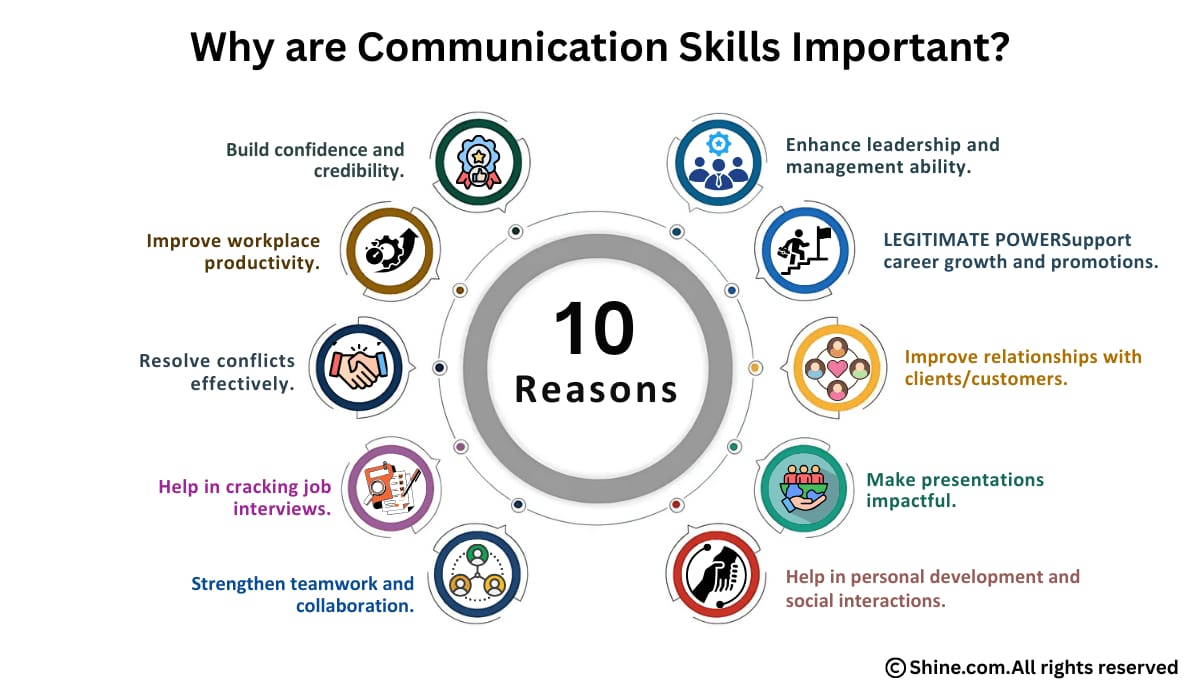 Why are Communication Skills Important?
Build confidence and
credibility.
Improve workplace
productivity.
Resolve conflicts
effectively.
Help in cracking job
interviews.
Strengthen teamwork and
collaboration.
10
Reasons
Enhance leadership and
management ability.
LEGITIMATE POWERSupport
career growth and promotions.
Improve relationships with
clients/customers.
Make presentations
impactful.
Help in personal development and
social interactions.
©Shine.com.All rights reserved